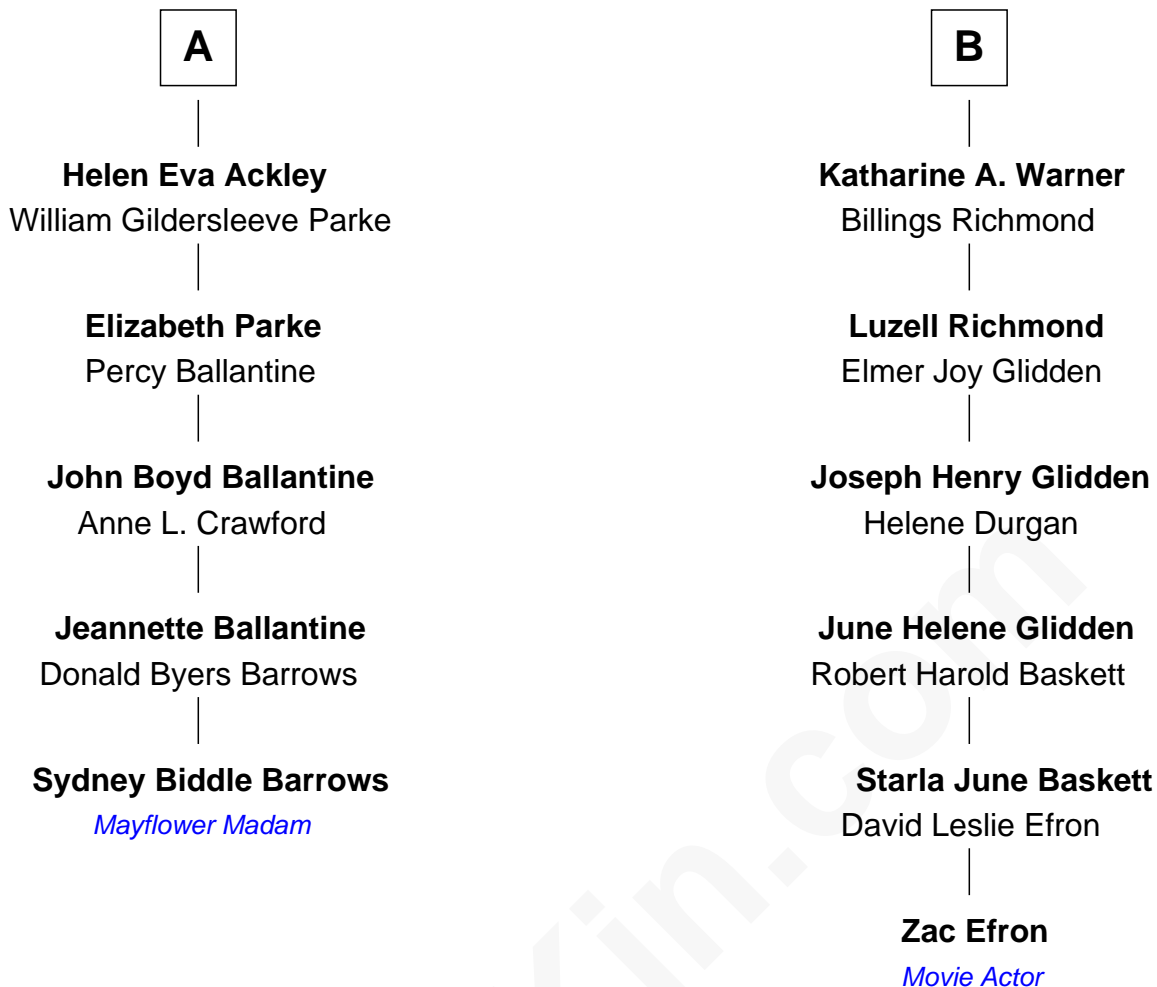 A
Helen Eva Ackley
William Gildersleeve Parke
Elizabeth Parke
Percy Ballantine
John Boyd Ballantine
Anne L. Crawford
Jeannette Ballantine
Donald Byers Barrows
Sydney Biddle Barrows
Mayflower Madam
B
Katharine A. Warner
Billings Richmond
Luzell Richmond
Elmer Joy Glidden
Joseph Henry Glidden
Helene Durgan
June Helene Glidden
Robert Harold Baskett
Starla June Baskett
David Leslie Efron
Zac Efron
Movie Actor
in.com